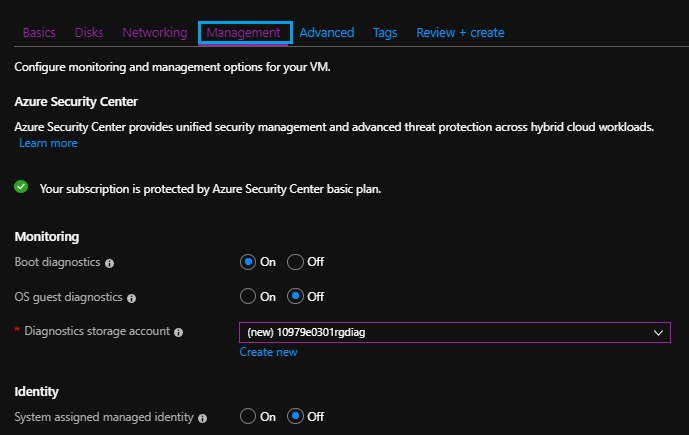 Basics Disks Networking Management Advanced Tags Review + create
Configure monitoring and management options for your VM.
Azure Security Center
Azure Security Center provides unified security management and advanced threat protection across hybrid cloud workloads.
Learn more
Your subscription is protected by Azure Security Center basic plan.
Monitoring
Boot diagnostics On Off
OS guest diagnostics On Off
* Diagnostics storage account (new) 10979e0301rgdiag
Create new
Identity
System assigned managed identity On Off